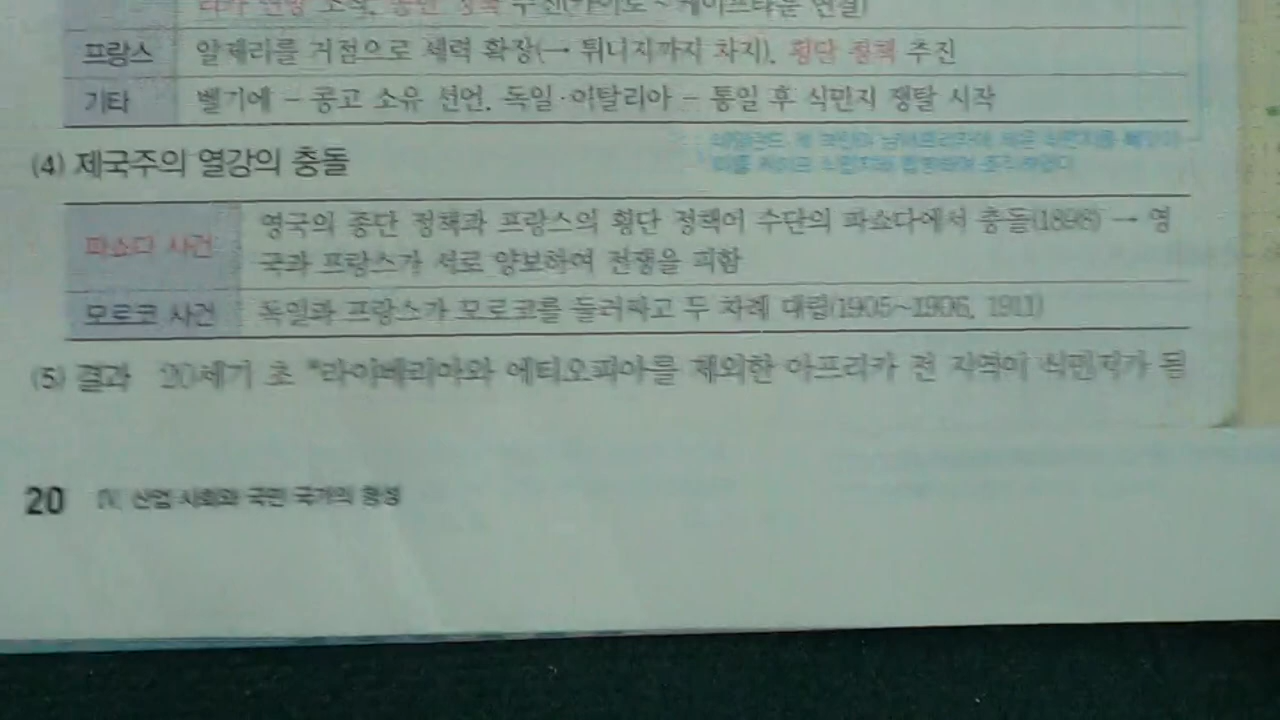 프랑스 알제리를 거점으로 세력 확장(→ 튀니지까지 차지), 횡단 정책 추진
기타 벨기에 - 콩고 소유 선언, 독일·이탈리아 - 통일 후 식민지 쟁탈 시작
(4) 제국주의 열강의 충돌
파쇼다 사건 영국의 종단 정책과 프랑스의 횡단 정책이 수단의 파쇼다에서 충돌(1898) → 영
국과 프랑스가 서로 양보하여 전쟁을 피함
모로코 사건 독일과 프랑스가 모로코를 둘러싸고 두 차례 대립(1905~1906, 1911)
(5) 결과 20세기 초 *라이베리아와 에티오피아를 제외한 아프리카 전 지역이 식민지가 됨
20 IV. 산업 사회와 국민 국가의 형성